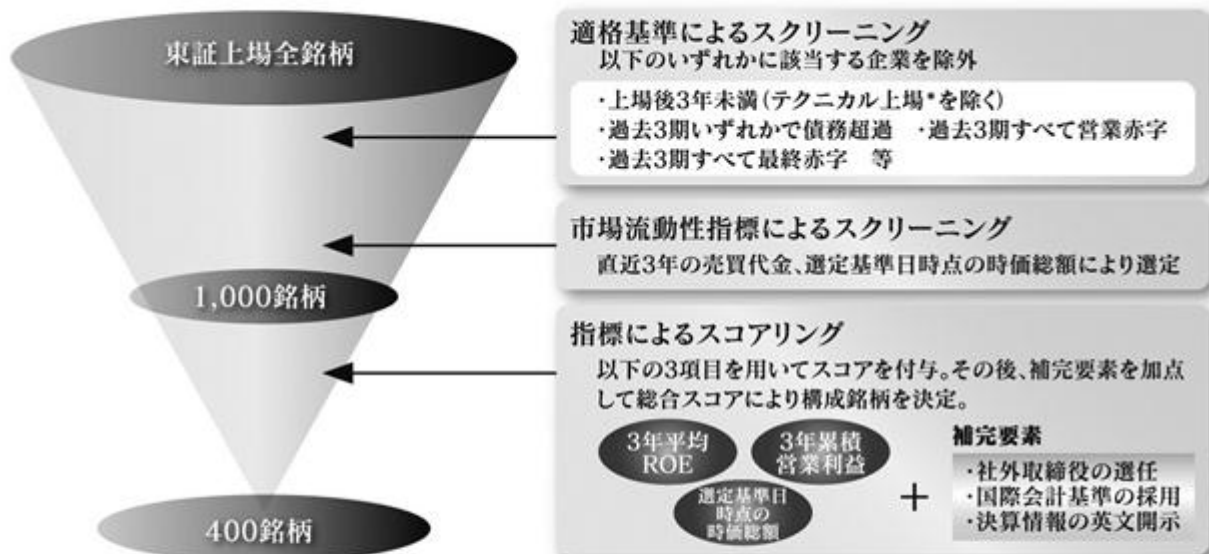 東証上場全銘柄
適格基準によるスクリーニング
以下のいずれかに該当する企業を除外
・上場後3年未満(テクニカル上場*を除く)
・過去3期いずれかで債務超過 ・過去3期すべて営業赤字
・過去3期すべて最終赤字 等
市場流動性指標によるスクリーニング
直近3年の売買代金、選定基準日時点の時価総額により選定
1,000銘柄
指標によるスコアリング
以下の3項目を用いてスコアを付与。その後、補完要素を加点
して総合スコアにより構成銘柄を決定。
3年平均
ROE
3年累積
営業利益
選定基準日
時点の
時価総額
+
補完要素
・社外取締役の選任
・国際会計基準の採用
・決算情報の英文開示
400銘柄